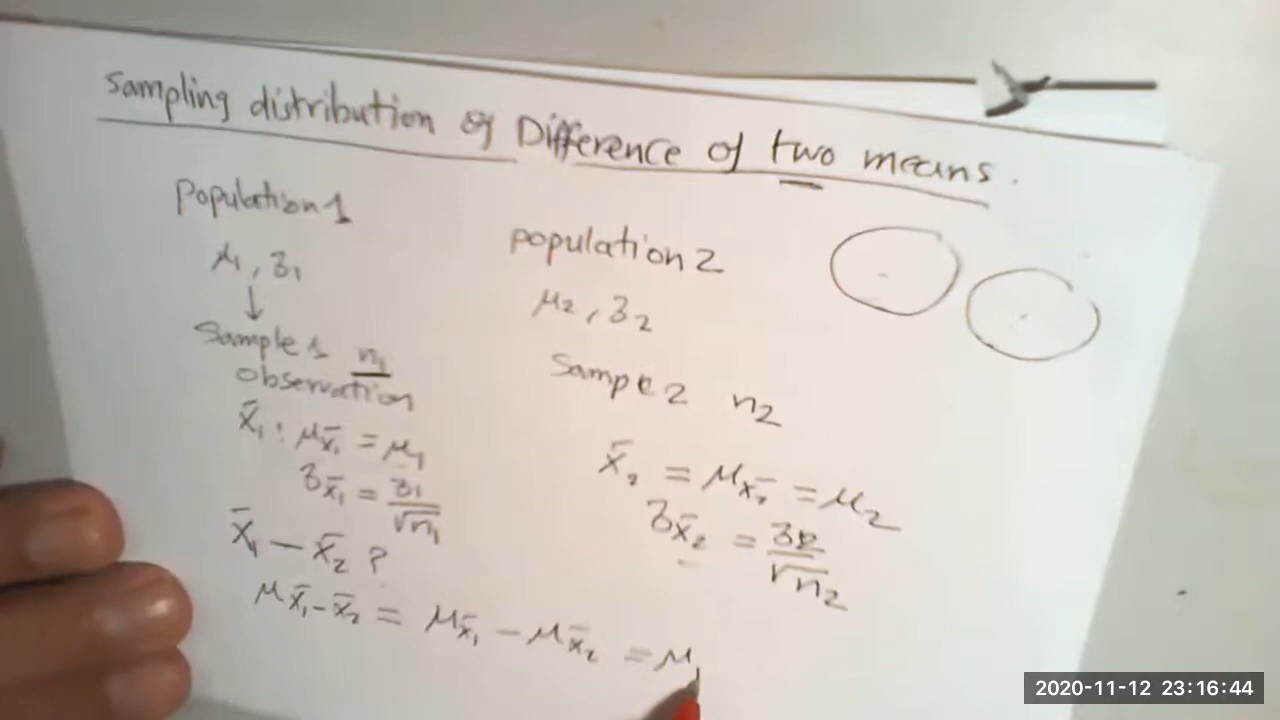 Sampling distribution of Difference of two means.
Population 1
μ₁, σ₁
↓
Sample 1 n₁
observation
x̄₁ : μx̄₁ = μ₁
σx̄₁ = σ₁/√n₁
population 2
μ₂, σ₂
Sampe 2 n₂
x̄₂ = μx̄₂ = μ₂
σx̄₂ = σ₂/√n₂
x̄₁ - x̄₂ ?
μx̄₁-x̄₂ = μx̄₁ - μx̄₂ = μ₁
2020-11-12 23:16:44